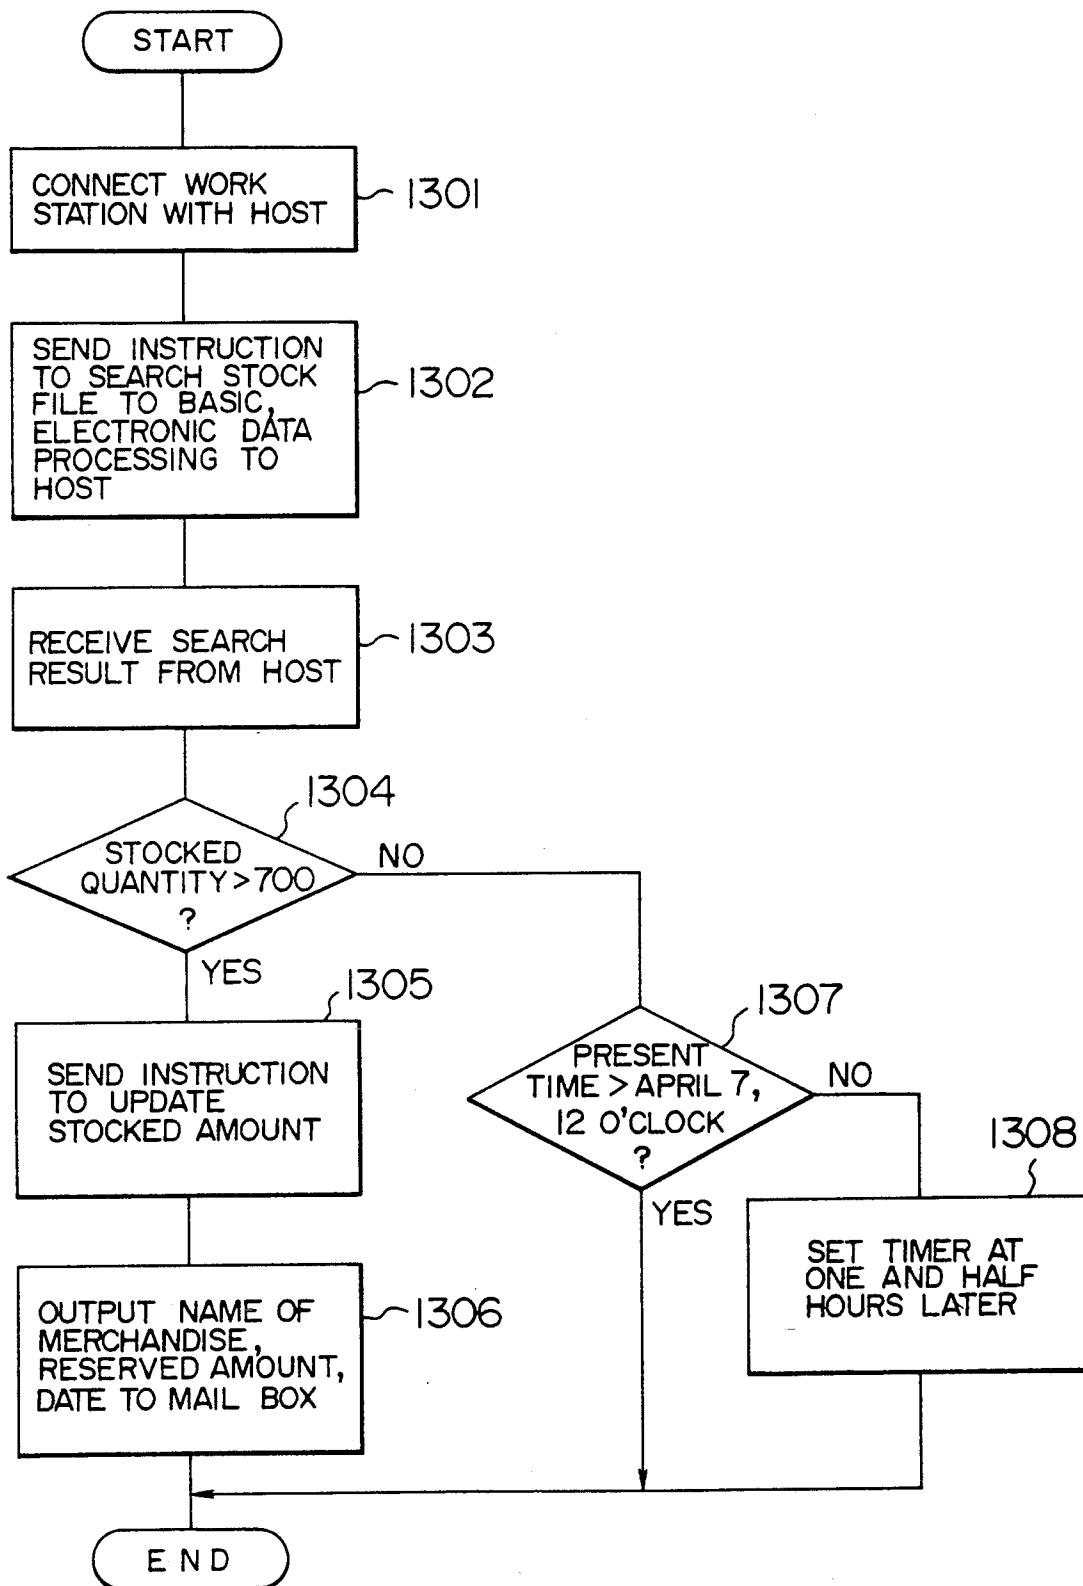 START
CONNECT WORK
STATION WITH HOST
1301
SEND INSTRUCTION
TO SEARCH STOCK
FILE TO BASIC,
ELECTRONIC DATA
PROCESSING TO
HOST
1302
RECEIVE SEARCH
RESULT FROM HOST
1303
1304
STOCKED
QUANTITY > 700
?
NO
YES
1305
SEND INSTRUCTION
TO UPDATE
STOCKED AMOUNT
1306
OUTPUT NAME OF
MERCHANDISE,
RESERVED AMOUNT,
DATE TO MAIL BOX
1307
PRESENT
TIME > APRIL 7,
12 O'CLOCK
?
NO
YES
1308
SET TIMER AT
ONE AND HALF
HOURS LATER
END